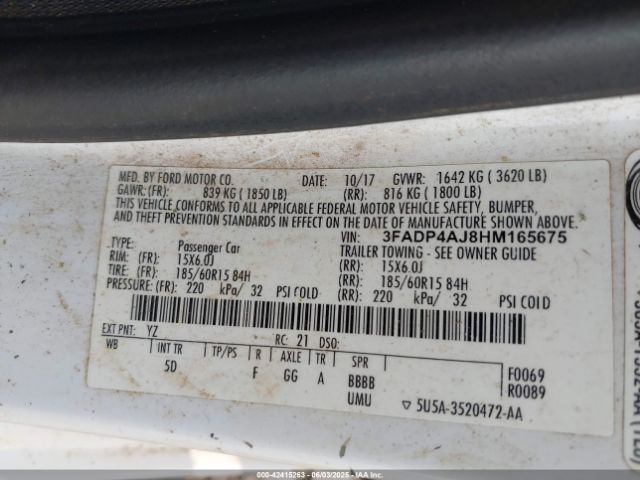 MFD. BY FORD MOTOR CO. DATE: 10/17 GVWR: 1642 KG ( 3620 LB)
GAWR: (FR): 839 KG ( 1850 LB) (RR): 816 KG ( 1800 LB)
THIS VEHICLE CONFORMS TO ALL APPLICABLE FEDERAL MOTOR VEHICLE SAFETY, BUMPER,
AND THEFT PREVENTION STANDARDS IN EFFECT ON THE DATE OF MANUFACTURE SHOWN ABOVE.
VIN: 3FADP4AJ8HM165675
TYPE: Passenger Car TRAILER TOWING - SEE OWNER GUIDE
RIM: (FR): 15X6.0J (RR): 15X6.0J
TIRE: (FR): 185/60R15 84H (RR): 185/60R15 84H
PRESSURE: (FR): 220 kPa/ 32 PSI COLD (RR): 220 kPa/ 32 PSI COLD
EXT PNT: YZ RC: 21 DSO:
WB INT TR TP/PS R AXLE TR SPR
5D F GG A BBBB F0069
UMU R0089
▽ 5U5A-3520472-AA
00--42415263--06/03/2025--IAAI.COM--00